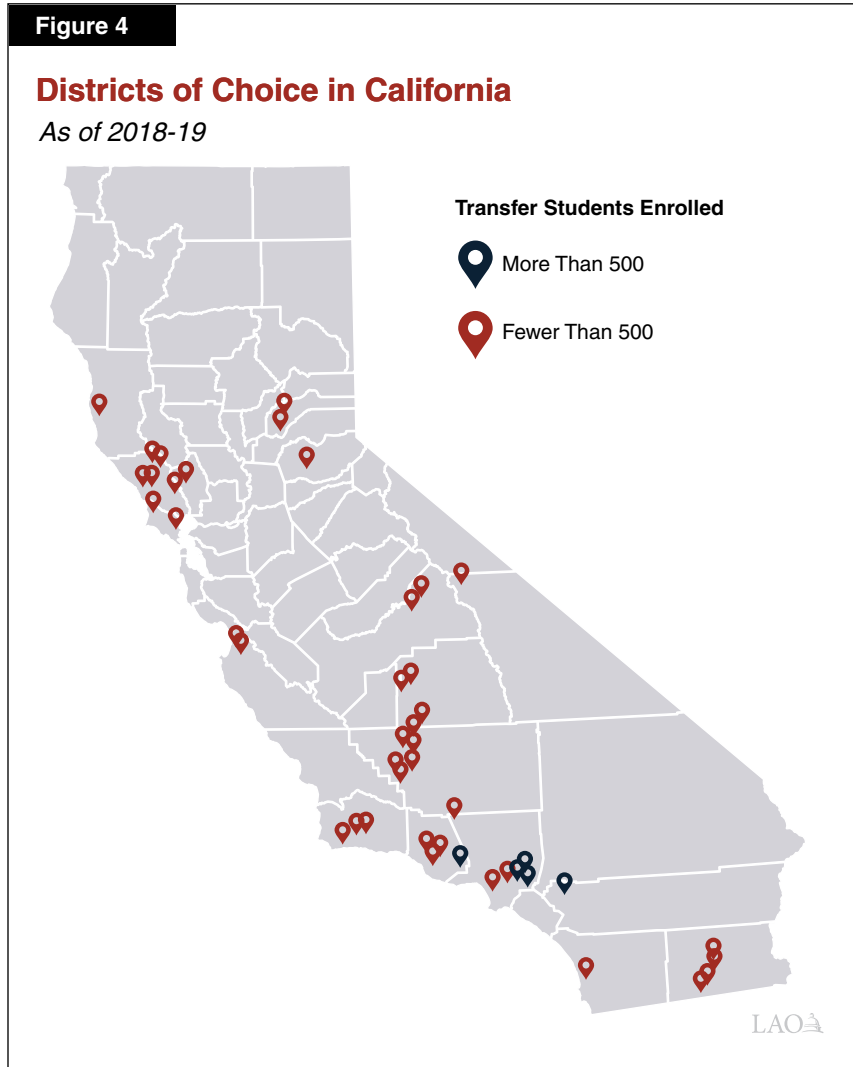 Figure 4
Districts of Choice in California
As of 2018-19
Transfer Students Enrolled
More Than 500
Fewer Than 500
LAO